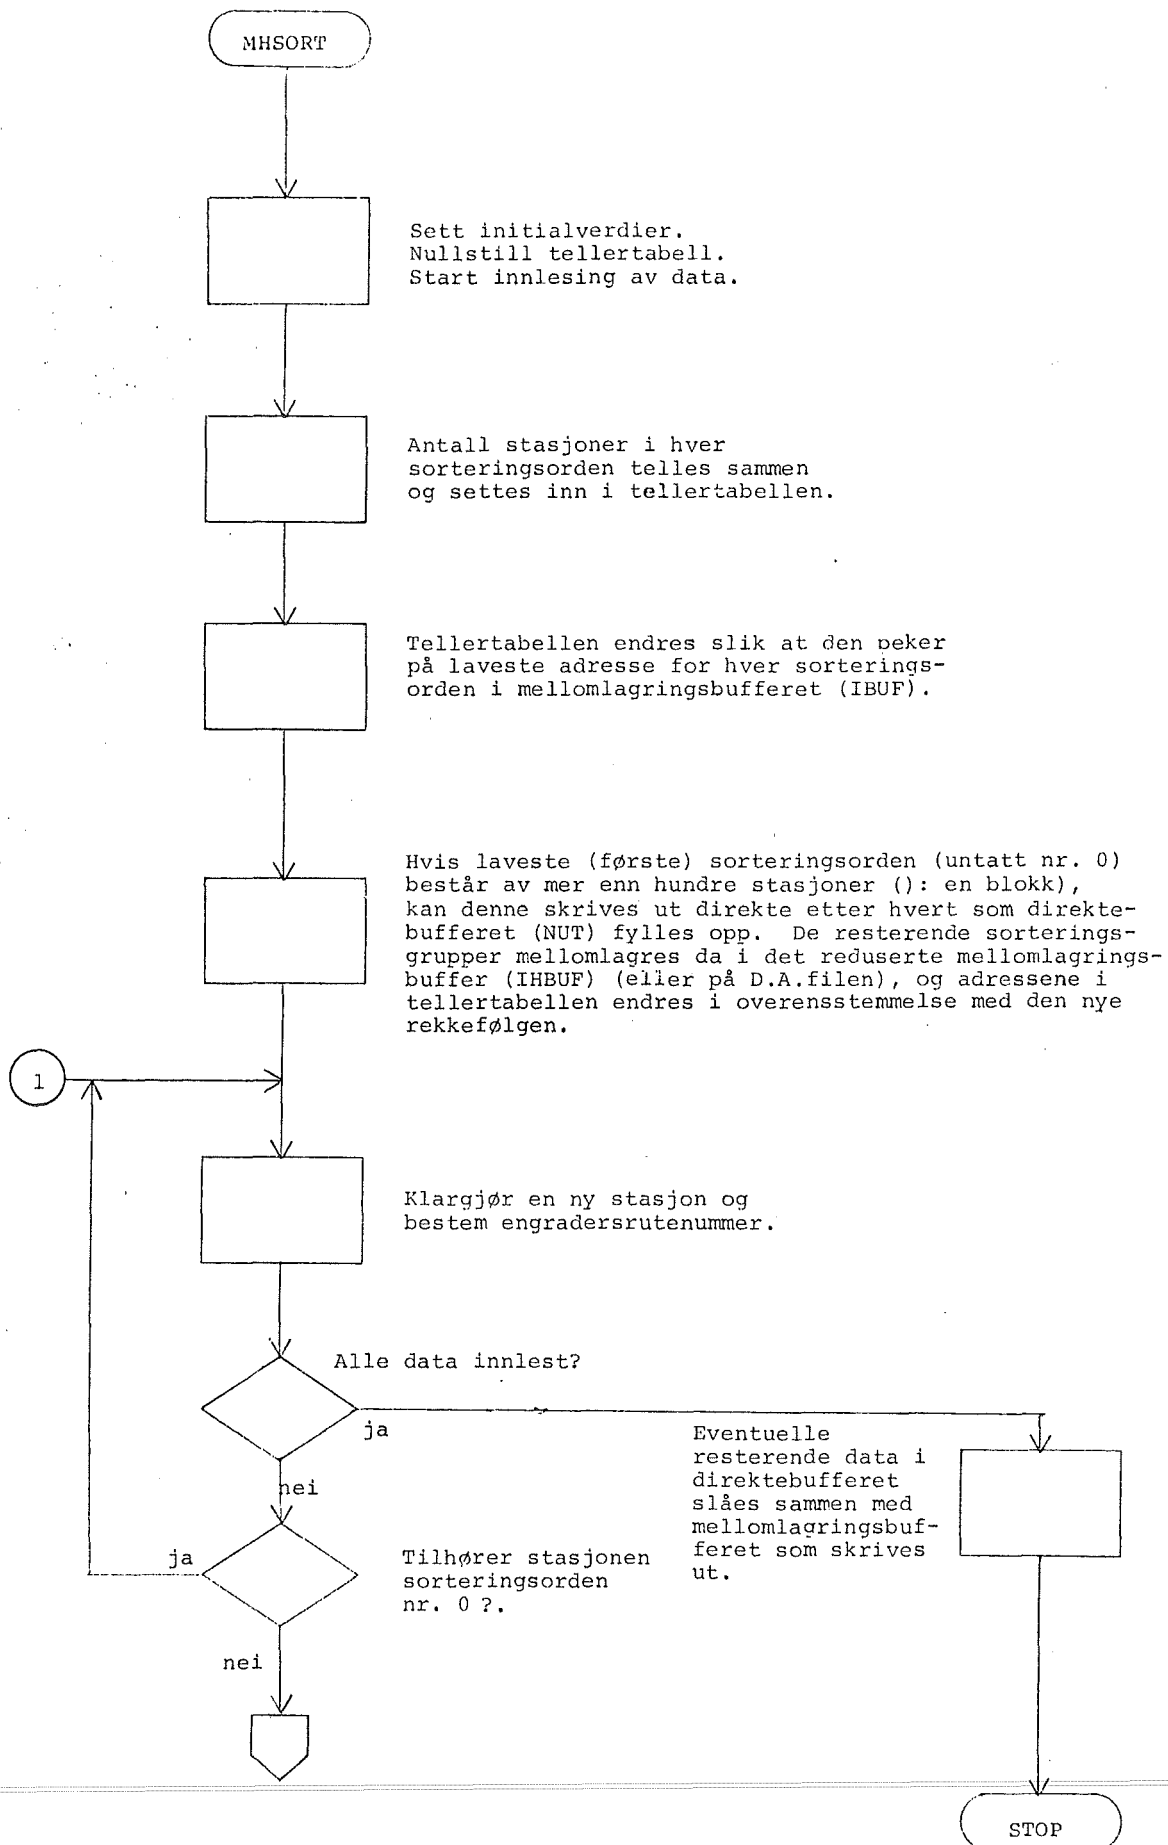 MHSORT
Sett initialverdier.
Nullstill tellertabell.
Start innlesing av data.
Antall stasjoner i hver
sorteringsorden telles sammen
og settes inn i tellertabellen.
Tellertabellen endres slik at den peker
på laveste adresse for hver sorterings-
orden i mellomlagringsbufferet (IBUF).
Hvis laveste (første) sorteringsorden (untatt nr. 0)
består av mer enn hundre stasjoner (): en blokk),
kan denne skrives ut direkte etter hvert som direkte-
bufferet (NUT) fylles opp. De resterende sorterings-
grupper mellomlagres da i det reduserte mellomlagrings-
buffer (IHBUF) (eller på D.A.filen), og adressene i
tellertabellen endres i overensstemmelse med den nye
rekkefølgen.
1
Klargjør en ny stasjon og
bestem engradersrutenummer.
Alle data innlest?
ja
nei
Eventuelle
resterende data i
direktebufferet
slåes sammen med
mellomlagringsbuf-
feret som skrives
ut.
ja
Tilhører stasjonen
sorteringsorden
nr. 0 ?.
nei
STOP